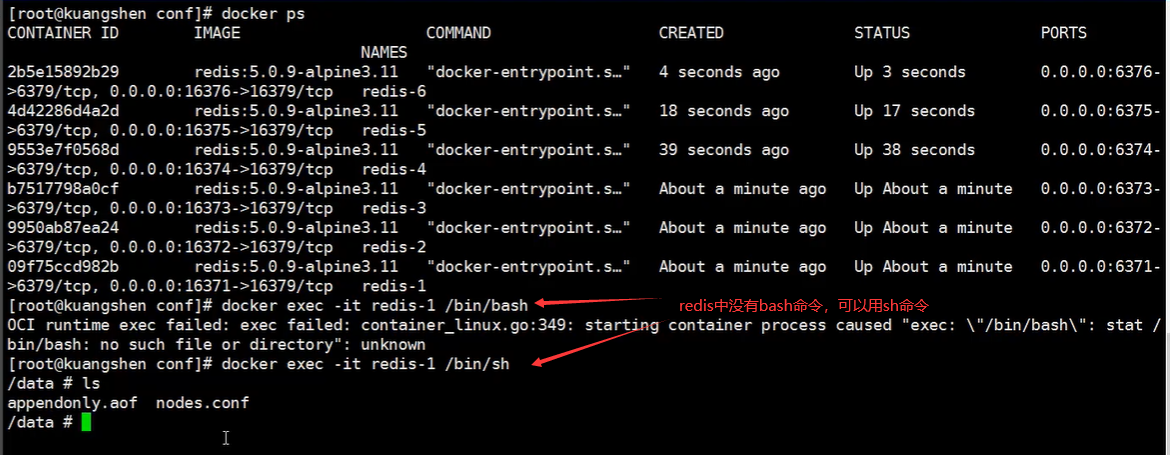 [root@kuangshen conf]# docker ps
CONTAINER ID        IMAGE                    COMMAND                  CREATED              STATUS              PORTS
                                      NAMES
2b5e15892b29        redis:5.0.9-alpine3.11   "docker-entrypoint.s…"   4 seconds ago        Up 3 seconds        0.0.0.0:6376-
>6379/tcp, 0.0.0.0:16376->16379/tcp   redis-6
4d42286d4a2d        redis:5.0.9-alpine3.11   "docker-entrypoint.s…"   18 seconds ago       Up 17 seconds       0.0.0.0:6375-
>6379/tcp, 0.0.0.0:16375->16379/tcp   redis-5
9553e7f0568d        redis:5.0.9-alpine3.11   "docker-entrypoint.s…"   39 seconds ago       Up 38 seconds       0.0.0.0:6374-
>6379/tcp, 0.0.0.0:16374->16379/tcp   redis-4
b7517798a0cf        redis:5.0.9-alpine3.11   "docker-entrypoint.s…"   About a minute ago   Up About a minute   0.0.0.0:6373-
>6379/tcp, 0.0.0.0:16373->16379/tcp   redis-3
9950ab87ea24        redis:5.0.9-alpine3.11   "docker-entrypoint.s…"   About a minute ago   Up About a minute   0.0.0.0:6372-
>6379/tcp, 0.0.0.0:16372->16379/tcp   redis-2
09f75ccd982b        redis:5.0.9-alpine3.11   "docker-entrypoint.s…"   About a minute ago   Up About a minute   0.0.0.0:6371-
>6379/tcp, 0.0.0.0:16371->16379/tcp   redis-1
[root@kuangshen conf]# docker exec -it redis-1 /bin/bash
redis中没有bash命令，可以用sh命令
OCI runtime exec failed: exec failed: container_linux.go:349: starting container process caused "exec: \"/bin/bash\": stat /
bin/bash: no such file or directory": unknown
[root@kuangshen conf]# docker exec -it redis-1 /bin/sh
/data # ls
appendonly.aof  nodes.conf
/data #